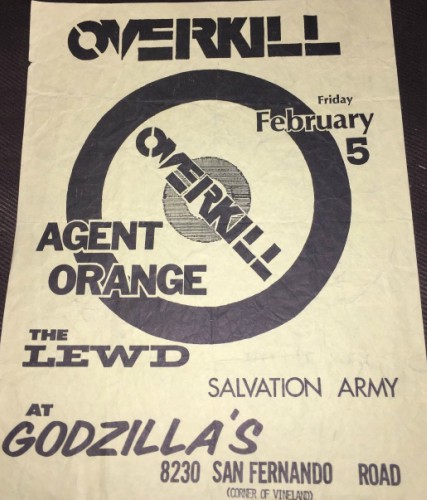 OVERKILL
Friday
February
5
OVERKILL
AGENT
ORANGE
THE
LEWD
SALVATION ARMY
AT
GODZILLA'S
8230 SAN FERNANDO ROAD
(CORNER OF VINELAND)